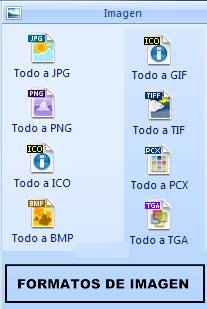 Imagen
JPG
Todo a JPG
ICO
Todo a GIF
PNG
Todo a PNG
TIFF
Todo a TIF
ICO
Todo a ICO
PCX
Todo a PCX
BMP
Todo a BMP
TGA
Todo a TGA
FORMATOS DE IMAGEN